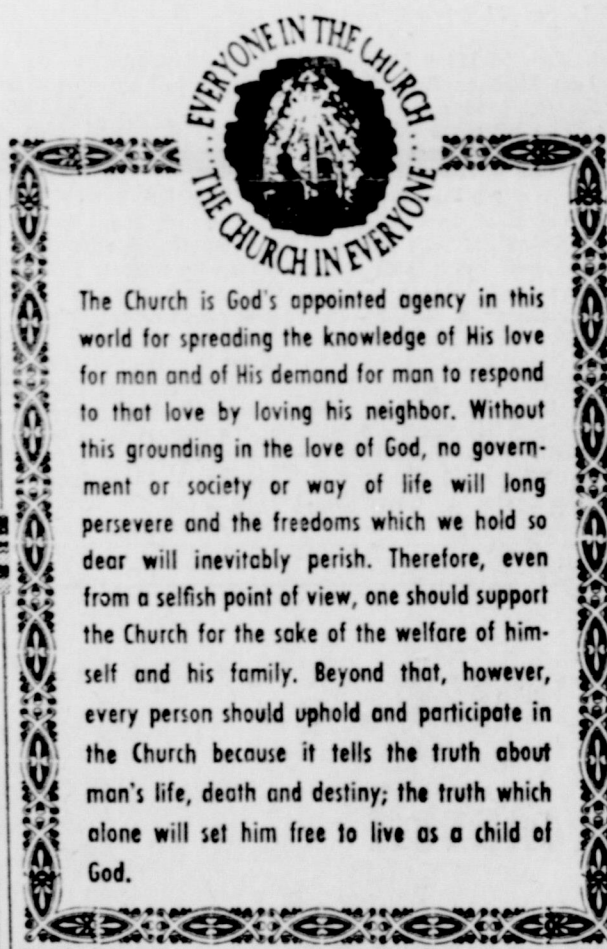 EVERYONE IN THE CHURCH....
THE CHURCH IN EVERYONE....
The Church is God's appointed agency in this
world for spreading the knowledge of His love
for man and of His demand for man to respond
to that love by loving his neighbor. Without
this grounding in the love of God, no govern-
ment or society or way of life will long
persevere and the freedoms which we hold so
dear will inevitably perish. Therefore, even
from a selfish point of view, one should support
the Church for the sake of the welfare of him-
self and his family. Beyond that, however,
every person should uphold and participate in
the Church because it tells the truth about
man's life, death and destiny; the truth which
alone will set him free to live as a child of
God.